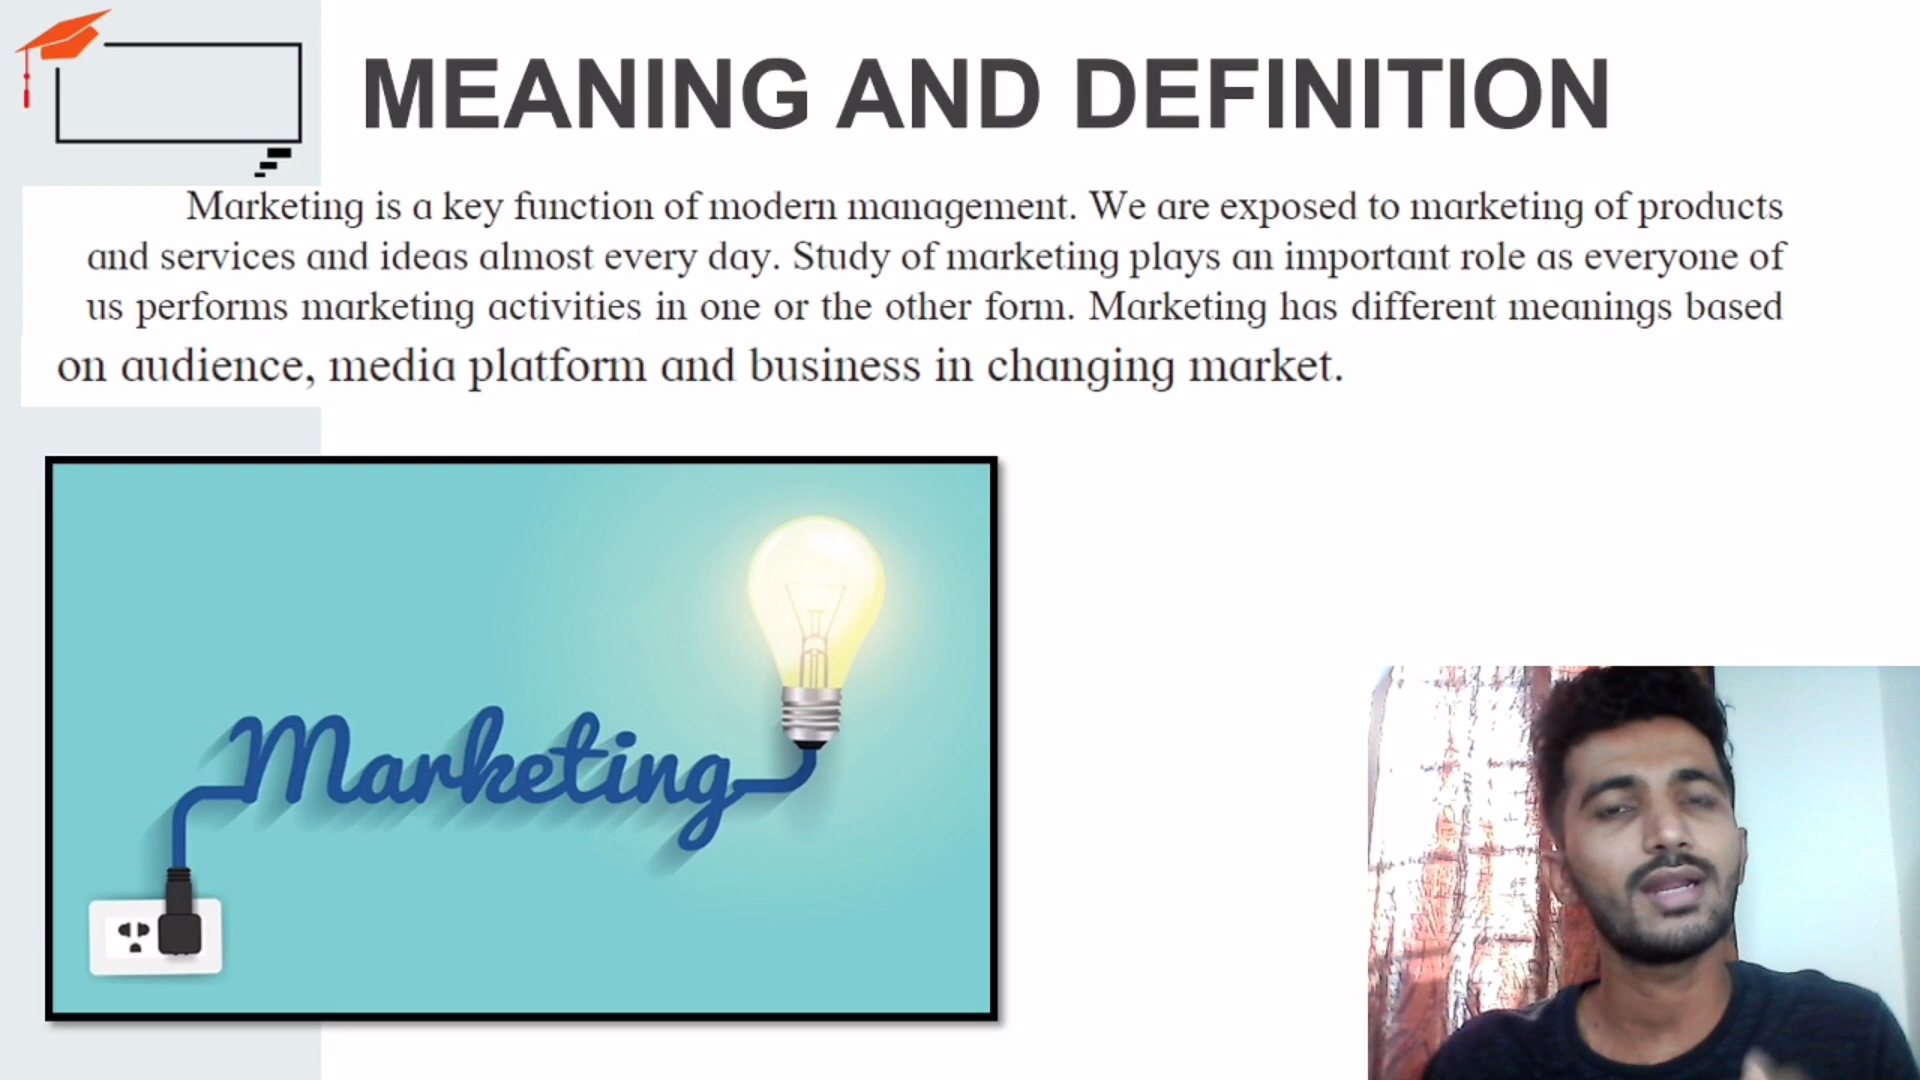 MEANING AND DEFINITION
Marketing is a key function of modern management. We are exposed to marketing of products
and services and ideas almost every day. Study of marketing plays an important role as everyone of
us performs marketing activities in one or the other form. Marketing has different meanings based
on audience, media platform and business in changing market.
Marketing